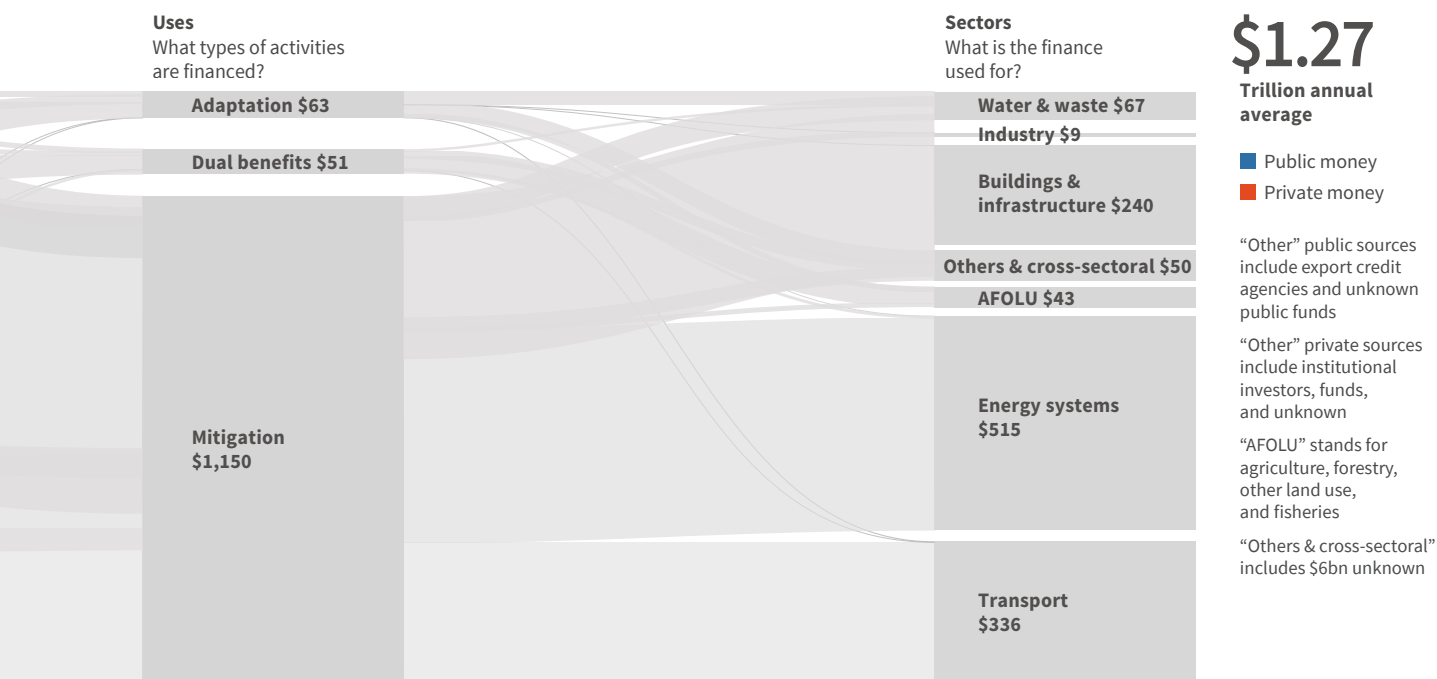 Uses
What types of activities
are financed?
Adaptation $63
Dual benefits $51
Mitigation
$1,150
Sectors
What is the finance
used for?
Water & waste $67
Industry $9
Buildings &
infrastructure $240
Others & cross-sectoral $50
AFOLU $43
Energy systems
$515
Transport
$336
$1.27
Trillion annual
average
Public money
Private money
“Other” public sources
include export credit
agencies and unknown
public funds
“Other” private sources
include institutional
investors, funds,
and unknown
“AFOLU” stands for
agriculture, forestry,
other land use,
and fisheries
“Others & cross-sectoral”
includes $6bn unknown